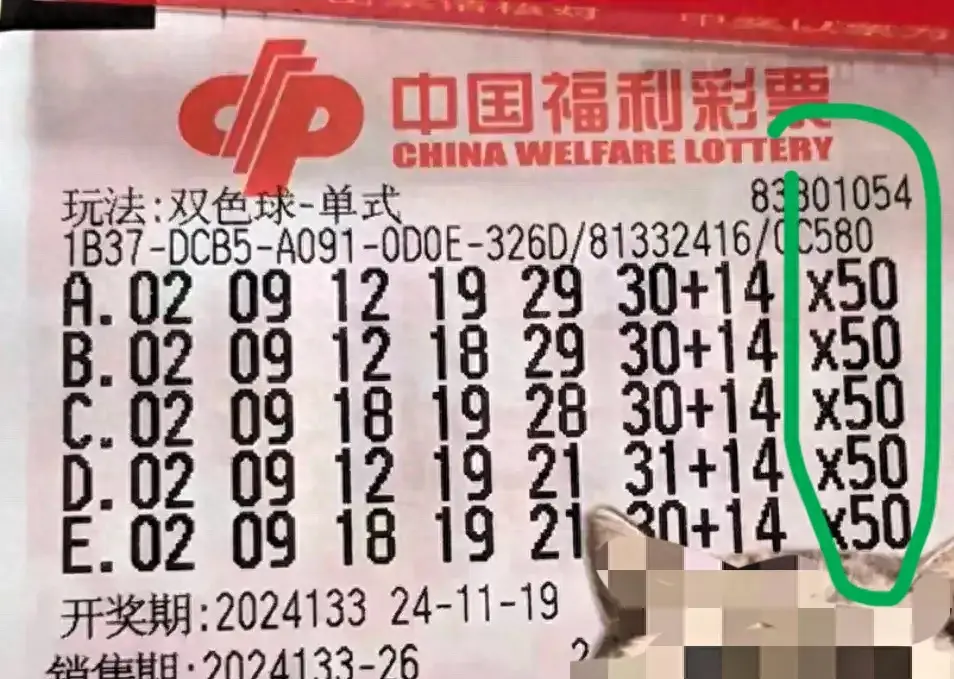 中国福利彩票
CHINA WELFARE LOTTERY
83801054
玩法:双色球-单式
1B37-DCB5-A091-0D0E-326D/81332416/0C580
A.02 09 12 19 29 30+14 x50
B.02 09 12 18 29 30+14 x50
C.02 09 18 19 28 30+14 x50
D.02 09 12 19 21 31+14 x50
E.02 09 18 19 21 30+14 x50
开奖期:2024133 24-11-19
销售期:2024133-26